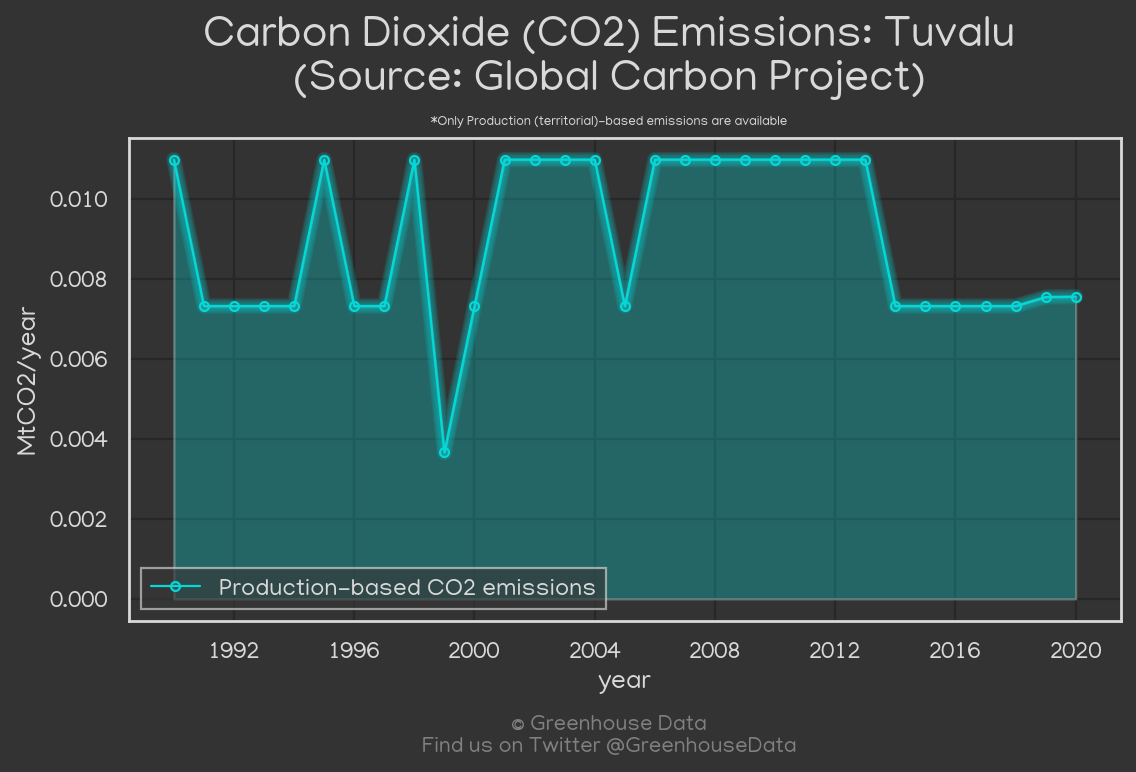 Carbon Dioxide (CO2) Emissions: Tuvalu
(Source: Global Carbon Project)
*Only Production (territorial)-based emissions are available
MtCO2/year
0.010
0.008
0.006
0.004
0.002
0.000
Production-based CO2 emissions
1992 1996 2000 2004 2008 2012 2016 2020
year
© Greenhouse Data
Find us on Twitter @GreenhouseData